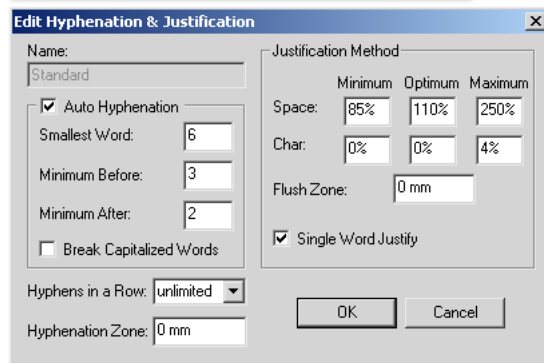 Edit Hyphenation & Justification
Name:
Standard
Auto Hyphenation
Smallest Word: 6
Minimum Before: 3
Minimum After: 2
Break Capitalized Words
Hyphens in a Row: unlimited
Hyphenation Zone: 0 mm
Justification Method
Minimum Optimum Maximum
Space: 85% 110% 250%
Char: 0% 0% 4%
Flush Zone: 0 mm
Single Word Justify
OK Cancel